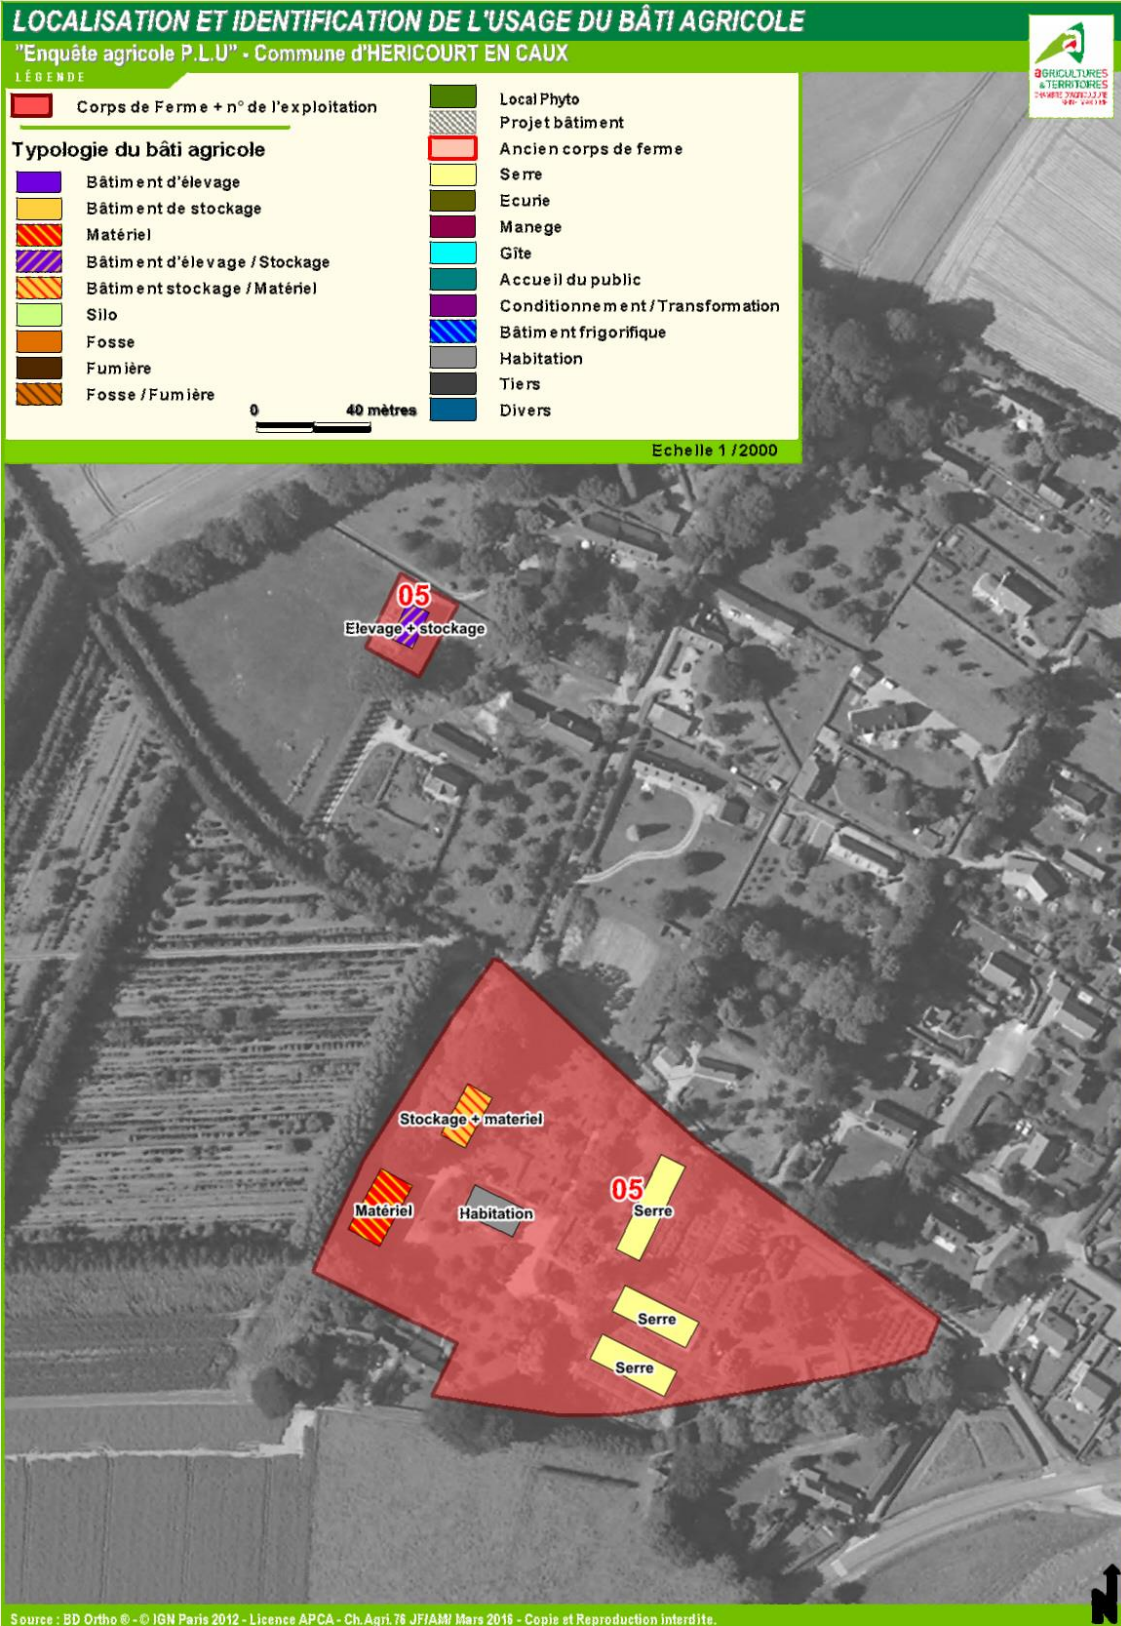 LOCALISATION ET IDENTIFICATION DE L'USAGE DU BÂTI AGRICOLE
"Enquête agricole P.L.U" - Commune d'HERICOURT EN CAUX
LÉGENDE
AGRICULTURES
& TERRITOIRES
CHAMBRE D'AGRICULTURE
SEINE-MARITIME
Corps de Ferme + n° de l'exploitation
Typologie du bâti agricole
Bâtiment d'élevage
Bâtiment de stockage
Matériel
Bâtiment d'élevage / Stockage
Bâtiment stockage / Matériel
Silo
Fosse
Fumière
Fosse / Fumière
Local Phyto
Projet bâtiment
Ancien corps de ferme
Serre
Ecurie
Manege
Gîte
Accueil du public
Conditionnement / Transformation
Bâtiment frigorifique
Habitation
Tiers
Divers
0 40 mètres
Echelle 1 / 2000
05
Elevage + stockage
Stockage + materiel
05
Matériel
Habitation
Serre
Serre
Serre
N
Source : BD Ortho ® - © IGN Paris 2012 - Licence APCA - Ch.Agri.76 JF/AM/ Mars 2016 - Copie et Reproduction interdite.